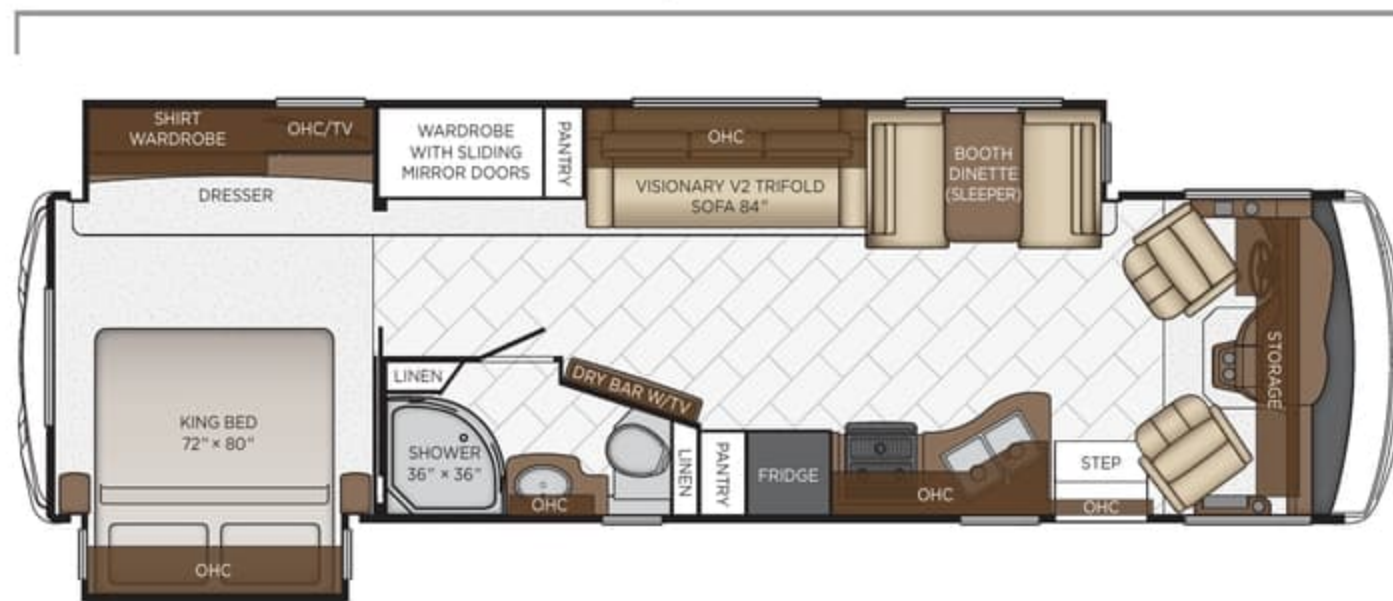 SHIRT
WARDROBE
OHC/TV
WARDROBE
WITH SLIDING
MIRROR DOORS
PANTRY
OHC
VISIONARY V2 TRIFOLD
SOFA 84"
BOOTH
DINETTE
(SLEEPER)
DRESSER
KING BED
72" × 80"
OHC
LINEN
SHOWER
36" × 36"
OHC
DRY BAR W/TV
LINEN
PANTRY
FRIDGE
OHC
STEP
OHC
STORAGE